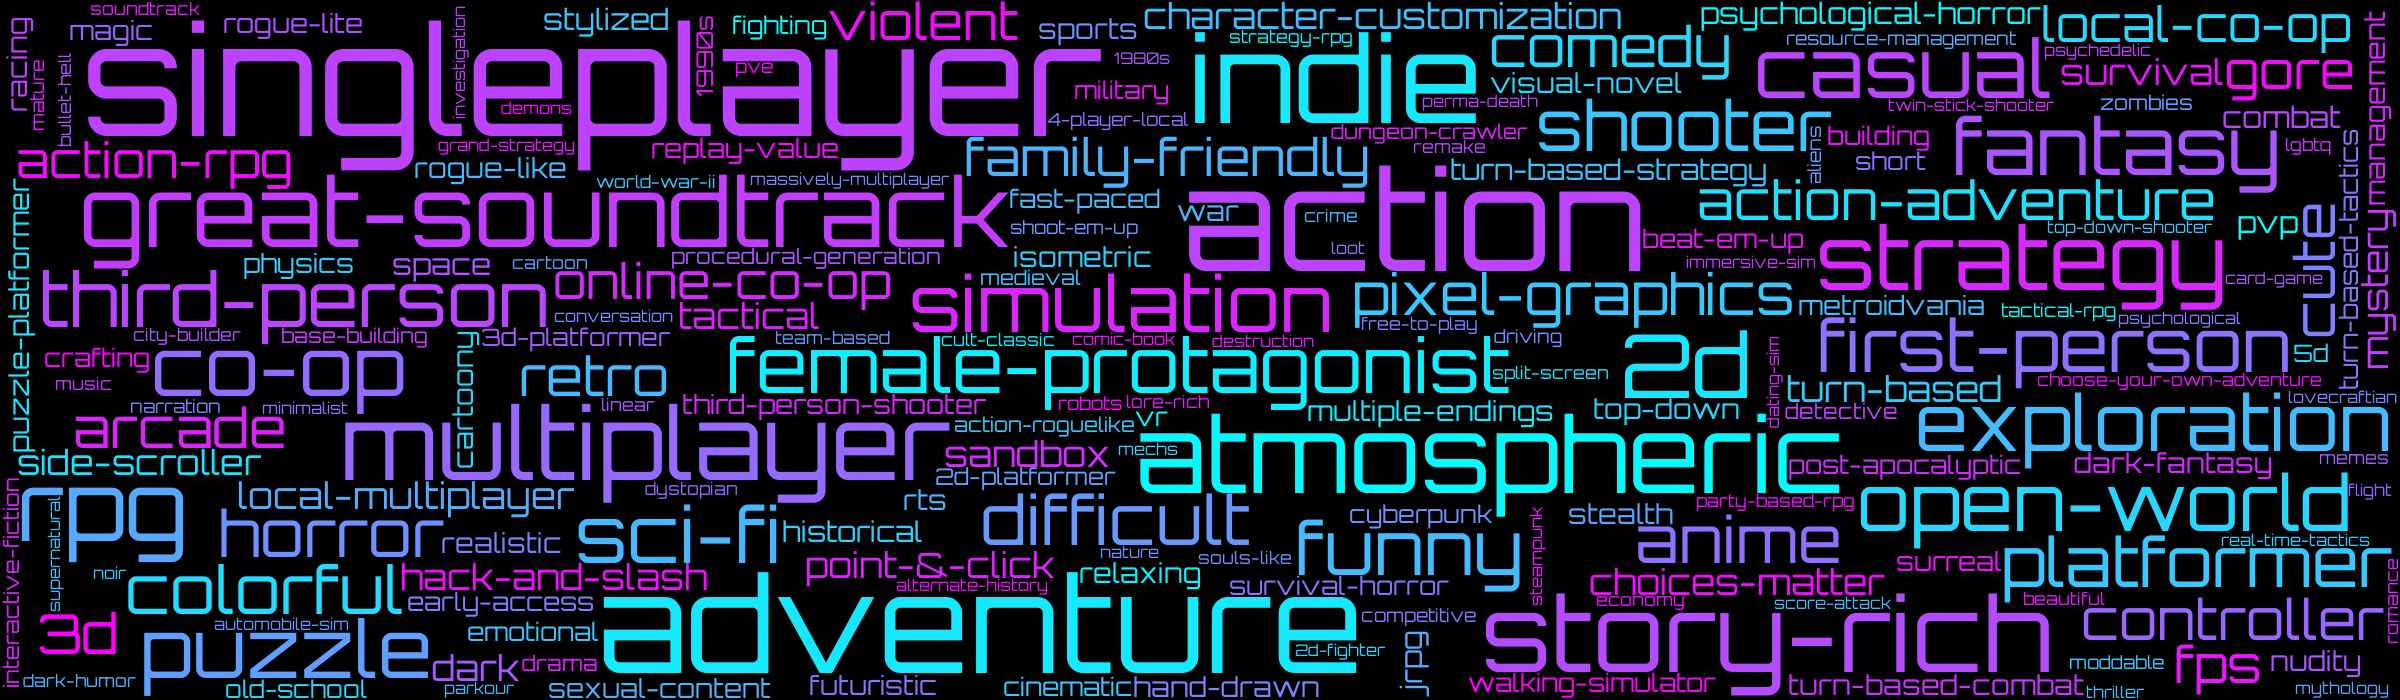 soundtrack
magic
rogue-lite
stylized
fighting
violent
sports
character-customization
psychological-horror
local-co-op
racing
mature
bullet-hell
singleplayer
investigation
demons
grand-strategy
1990s
pve
1980s
military
4-player-local
strategy-rpg
indie
comedy
visual-novel
perma-death
resource-management
casual
psychedelic
survival
gore
management
twin-stick-shooter
zombies
combat
shooter
dungeon-crawler
remake
aliens
building
short
fantasy
lgbtq
action-rpg
rogue-like
replay-value
family-friendly
turn-based-strategy
world-war-ii
massively-multiplayer
great-soundtrack
fast-paced
shoot-em-up
war
action
crime
loot
action-adventure
top-down-shooter
pvp
cute
turn-based-tactics
mystery
puzzle-platformer
physics
space
cartoon
procedural-generation
isometric
medieval
beat-em-up
immersive-sim
strategy
card-game
third-person
online-co-op
conversation
tactical
simulation
pixel-graphics
free-to-play
metroidvania
tactical-rpg
psychological
city-builder
base-building
3d-platformer
team-based
cult-classic
comic-book
destruction
driving
first-person
5d
crafting
music
co-op
cartoony
retro
female-protagonist
split-screen
2d
dating-sim
turn-based
choose-your-own-adventure
lovecraftian
narration
minimalist
linear
third-person-shooter
robots
lore-rich
multiple-endings
top-down
detective
exploration
arcade
multiplayer
action-roguelike
vr
mechs
atmospheric
side-scroller
sandbox
2d-platformer
post-apocalyptic
dark-fantasy
memes
interactive-fiction
rpg
supernatural
local-multiplayer
dystopian
rts
party-based-rpg
open-world
flight
horror
realistic
sci-fi
historical
difficult
cyberpunk
steampunk
stealth
anime
real-time-tactics
noir
colorful
hack-and-slash
point-&-click
alternate-history
nature
relaxing
souls-like
survival-horror
funny
choices-matter
surreal
platformer
romance
early-access
economy
score-attack
beautiful
3d
automobile-sim
puzzle
emotional
adventure
competitive
2d-fighter
jrpg
story-rich
controller
dark-humor
old-school
dark
drama
parkour
sexual-content
futuristic
cinematic
hand-drawn
walking-simulator
turn-based-combat
moddable
thriller
fps
nudity
mythology